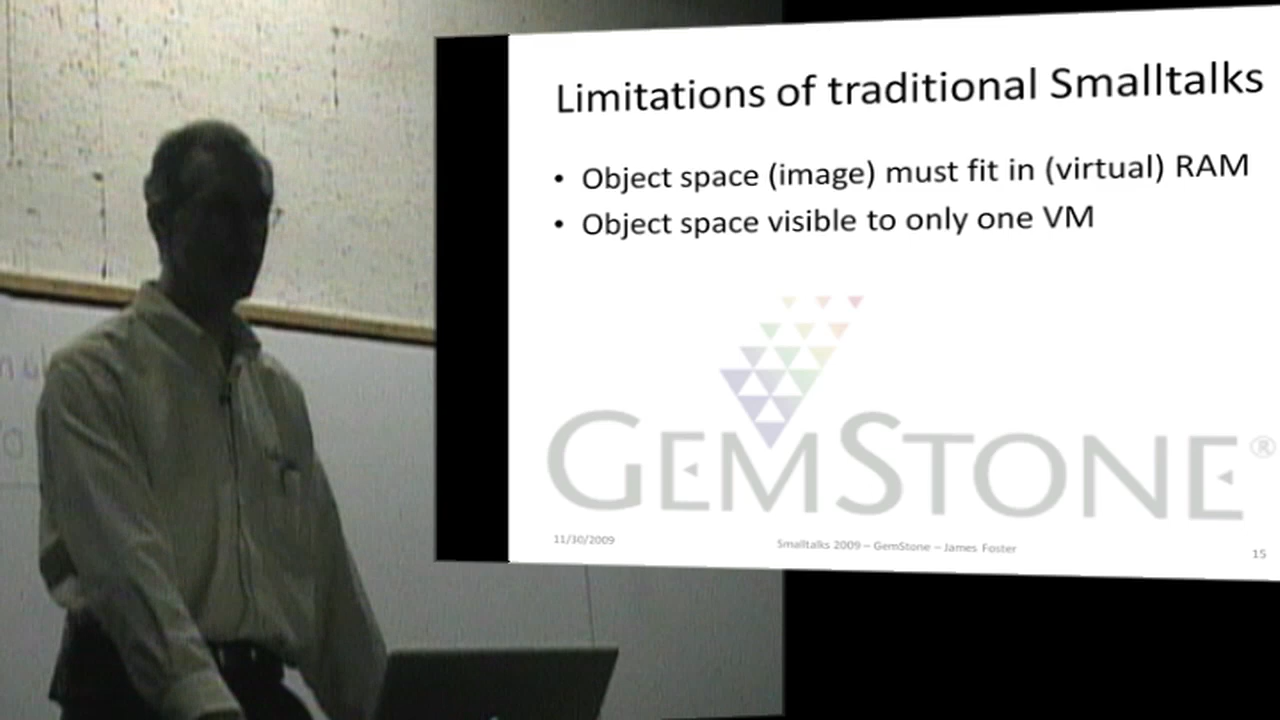 Limitations of traditional Smalltalks
• Object space (image) must fit in (virtual) RAM
• Object space visible to only one VM
GEMSTONE®
11/30/2009
Smalltalks 2009 – GemStone – James Foster
15